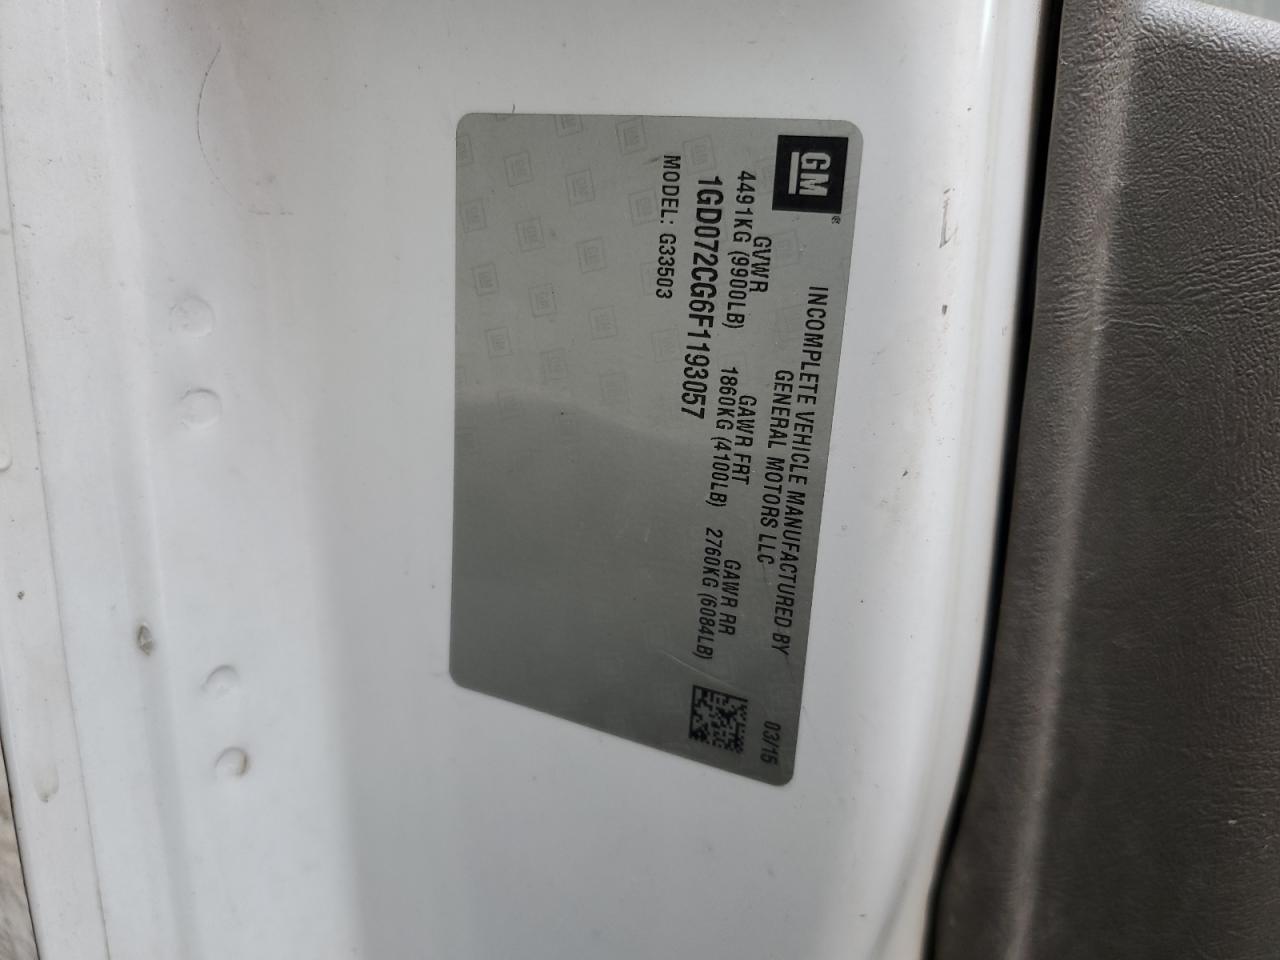 GM
INCOMPLETE VEHICLE MANUFACTURED BY
GENERAL MOTORS LLC
03/15
GVWR GAWR FRT GAWR RR
4491KG (9900LB) 1860KG (4100LB) 2760KG (6084LB)
1GD072CG6F1193057
MODEL: G33503